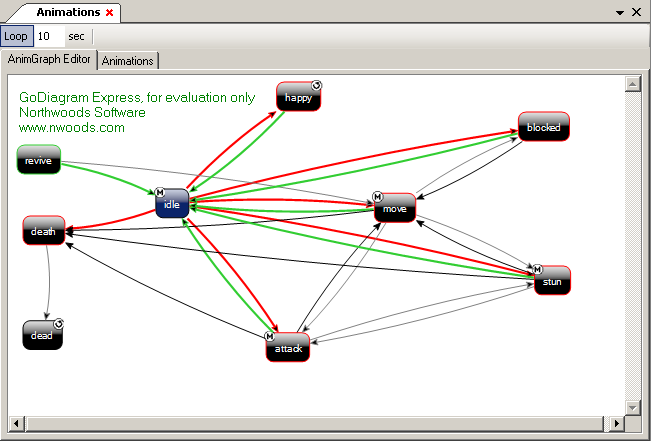 Animations
Loop 10 sec
AnimGraph Editor Animations
GoDiagram Express, for evaluation only
Northwoods Software
www.nwoods.com
happy
blocked
revive
M
idle
M
move
death
M
stun
dead
M
attack